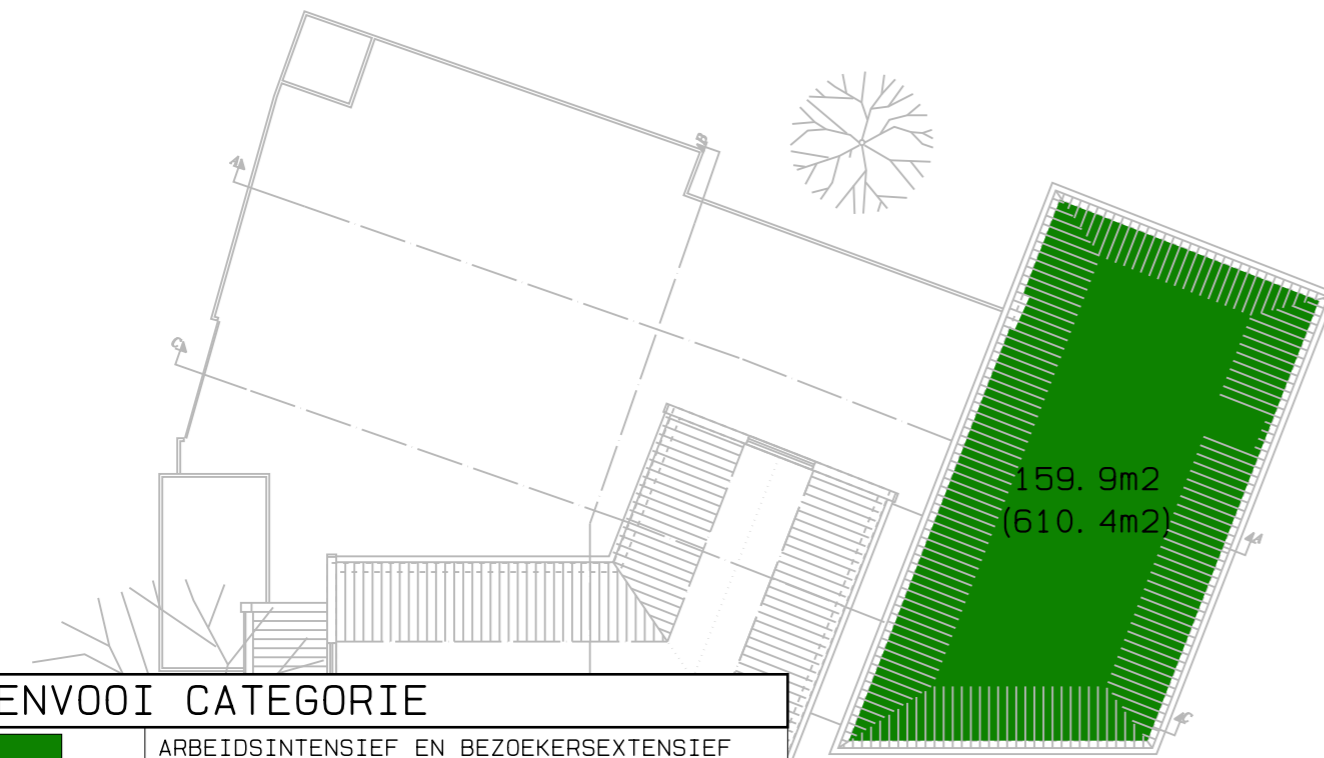 A
B
C
159.9m2
(610.4m2)
A
C
ENVOOI CATEGORIE
ARBEIDSINTENSIEF EN BEZOEKERSEXTENSIEF